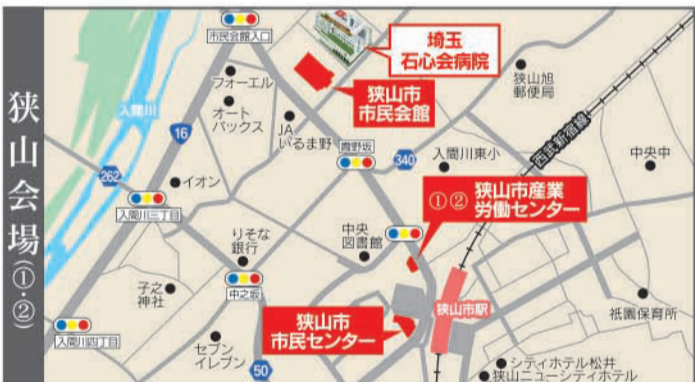 狭山会場(①・②)
市民会館入口
埼玉
石心会病院
フォーエル
オート
バックス
狭山市
市民会館
狭山旭
郵便局
入間川
16
JA
いるま野
霞野坂
340
入間川東小
西武新宿線
中央中
262
イオン
入間川三丁目
①② 狭山市産業
労働センター
りそな
銀行
中央
図書館
子之
神社
中之坂
狭山市駅
祇園保育所
入間川四丁目
セブン
イレブン
狭山市
市民センター
50
シティホテル松井
狭山ニューシティホテル